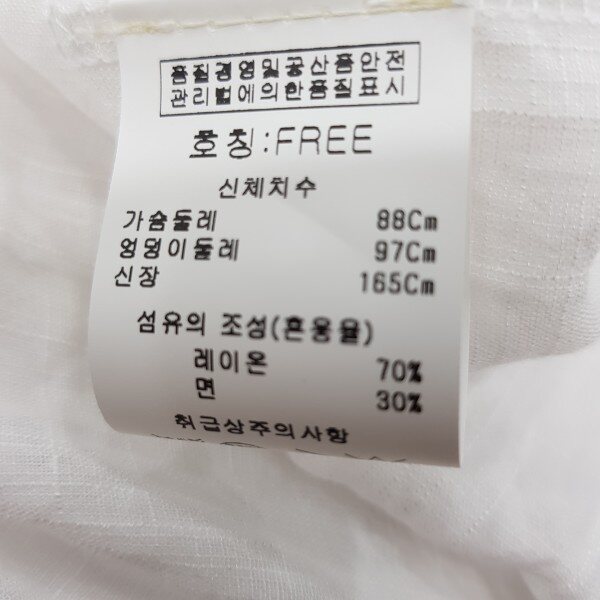 품질경영및공산품안전
관리법에의한품질표시
호칭:FREE
신체치수
가슴둘레 88Cm
엉덩이둘레 97Cm
신장 165Cm
섬유의 조성(혼용율)
레이온 70%
면 30%
취급상주의사항